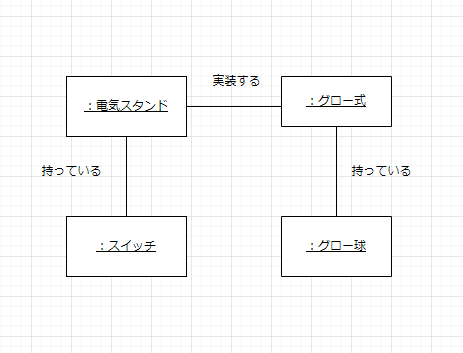 実装する
：電気スタンド
：グロー式
持っている
持っている
：スイッチ
：グロー球